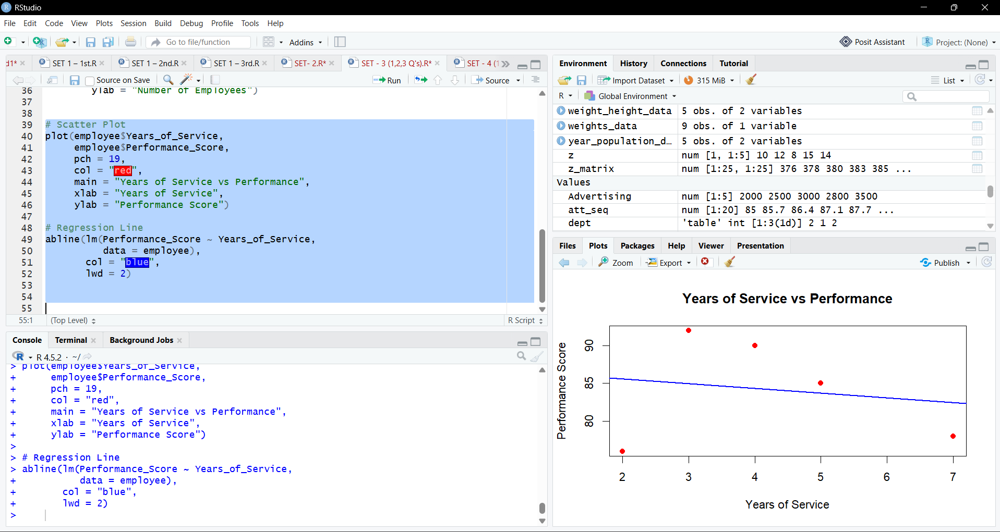 RStudio
File Edit Code View Plots Session Build Debug Profile Tools Help
Go to file/function Addins Posit Assistant Project: (None)
d1* SET 1 – 1st.R SET 1 – 2nd.R SET 1 – 3rd.R SET- 2.R* SET - 3 (1,2,3 Q's).R* SET - 4 (1
Source on Save Run Source
36 ylab = "Number of Employees")
37
38
39 # Scatter Plot
40 plot(employee$Years_of_Service,
41 employee$Performance_Score,
42 pch = 19,
43 col = "red",
44 main = "Years of Service vs Performance",
45 xlab = "Years of Service",
46 ylab = "Performance Score")
47
48 # Regression Line
49 abline(lm(Performance_Score ~ Years_of_Service,
50 data = employee),
51 col = "blue",
52 lwd = 2)
53
54
55
55:1 (Top Level) R Script
Console Terminal Background Jobs
R 4.5.2 · ~/
> plot(employee$Years_of_Service,
+ employee$Performance_Score,
+ pch = 19,
+ col = "red",
+ main = "Years of Service vs Performance",
+ xlab = "Years of Service",
+ ylab = "Performance Score")
>
> # Regression Line
> abline(lm(Performance_Score ~ Years_of_Service,
+ data = employee),
+ col = "blue",
+ lwd = 2)
>
Environment History Connections Tutorial
Import Dataset 315 MiB List
R Global Environment
weight_height_data 5 obs. of 2 variables
weights_data 9 obs. of 1 variable
year_population_d… 5 obs. of 2 variables
z num [1, 1:5] 10 12 8 15 14
z_matrix num [1:25, 1:25] 376 378 380 383 385 ...
Values
Advertising num [1:5] 2000 2500 3000 2800 3500
att_seq num [1:20] 85 85.7 86.4 87.1 87.7 ...
dept 'table' int [1:3(1d)] 2 1 2
Files Plots Packages Help Viewer Presentation
Zoom Export Publish
Years of Service vs Performance
Performance Score
90
85
80
2 3 4 5 6 7
Years of Service